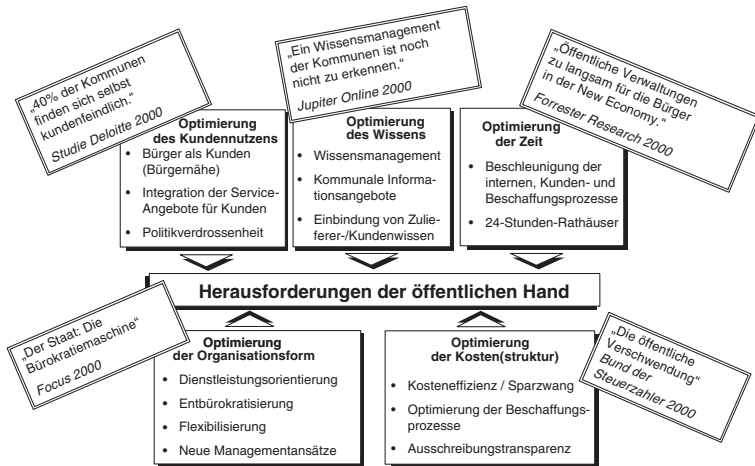 „40% der Kommunen
finden sich selbst
kundenfeindlich.“
Studie Deloitte 2000
„Ein Wissensmanagement
der Kommunen ist noch
nicht zu erkennen.“
Jupiter Online 2000
„Öffentliche Verwaltungen
zu langsam für die Bürger
in der New Economy.“
Forrester Research 2000
Optimierung
des Kundennutzens
• Bürger als Kunden
(Bürgernähe)
• Integration der Service-
Angebote für Kunden
• Politikverdrossenheit
Optimierung
des Wissens
• Wissensmanagement
• Kommunale Informa-
tionsangebote
• Einbindung von Zulie-
ferer-/Kundenwissen
Optimierung
der Zeit
• Beschleunigung der
internen, Kunden- und
Beschaffungsprozesse
• 24-Stunden-Rathäuser
Herausforderungen der öffentlichen Hand
„Der Staat: Die
Bürokratiemaschine“
Focus 2000
Optimierung
der Organisationsform
• Dienstleistungsorientierung
• Entbürokratisierung
• Flexibilisierung
• Neue Managementansätze
Optimierung
der Kosten(struktur)
• Kosteneffizienz / Sparzwang
• Optimierung der Beschaffungs-
prozesse
• Ausschreibungstransparenz
„Die öffentliche
Verschwendung“
Bund der
Steuerzahler 2000